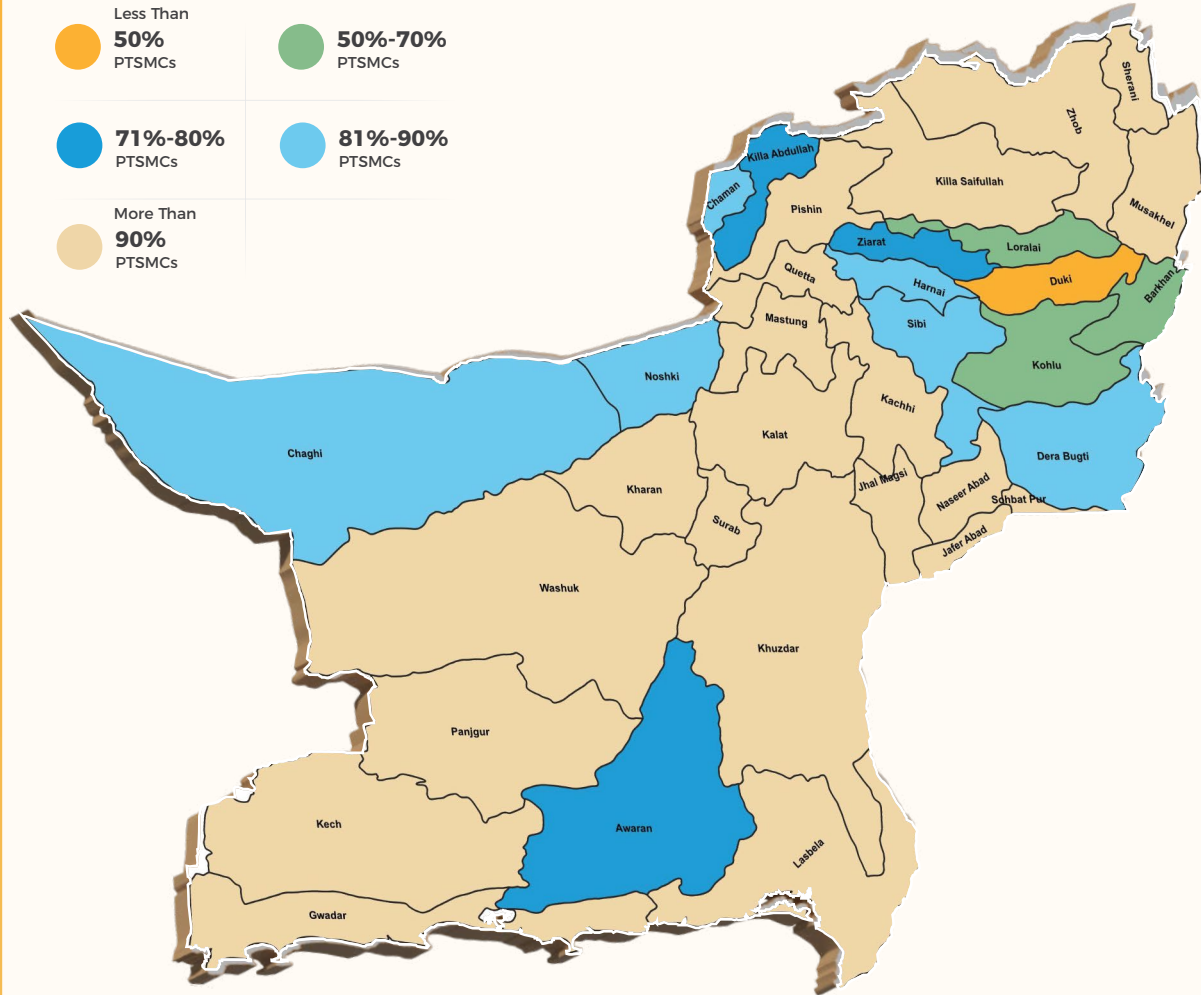 Less Than
50%
PTSMCs
50%-70%
PTSMCs
71%-80%
PTSMCs
81%-90%
PTSMCs
More Than
90%
PTSMCs
Sherani
Zhob
Killa Abdullah
Killa Saifullah
Chaman
Pishin
Musakhel
Ziarat
Loralai
Quetta
Harnai
Duki
Barkhan
Mastung
Sibi
Noshki
Kohlu
Kachhi
Kalat
Chaghi
Dera Bugti
Kharan
Jhal Magsi
Naseer Abad
Sohbat Pur
Surab
Jafer Abad
Washuk
Khuzdar
Panjgur
Kech
Awaran
Lasbela
Gwadar